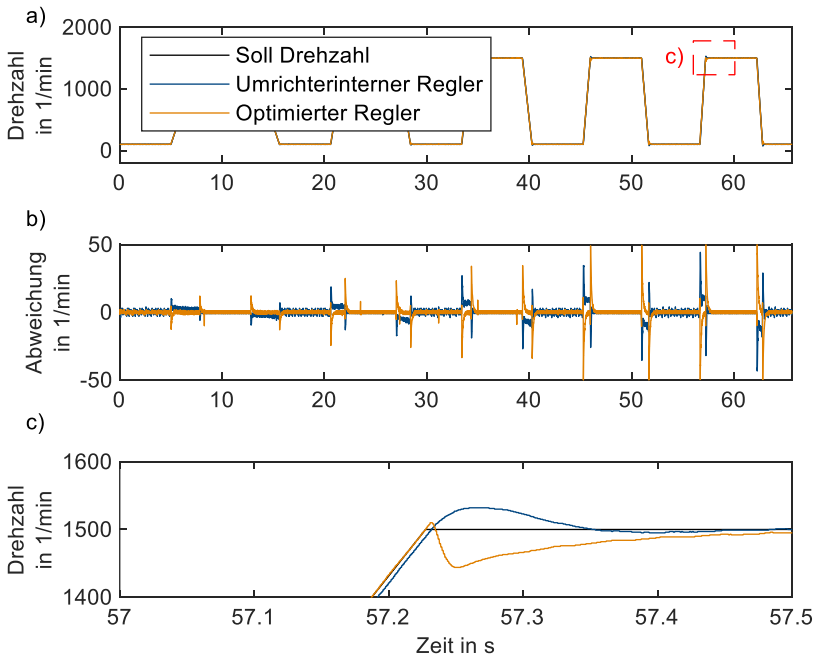 a)
2000
1000
0
Drehzahl
in 1/min
Soll Drehzahl
Umrichterinterner Regler
Optimierter Regler
c)
0 10 20 30 40 50 60
b)
50
0
-50
Abweichung
in 1/min
0 10 20 30 40 50 60
c)
1600
1500
1400
Drehzahl
in 1/min
57 57.1 57.2 57.3 57.4 57.5
Zeit in s